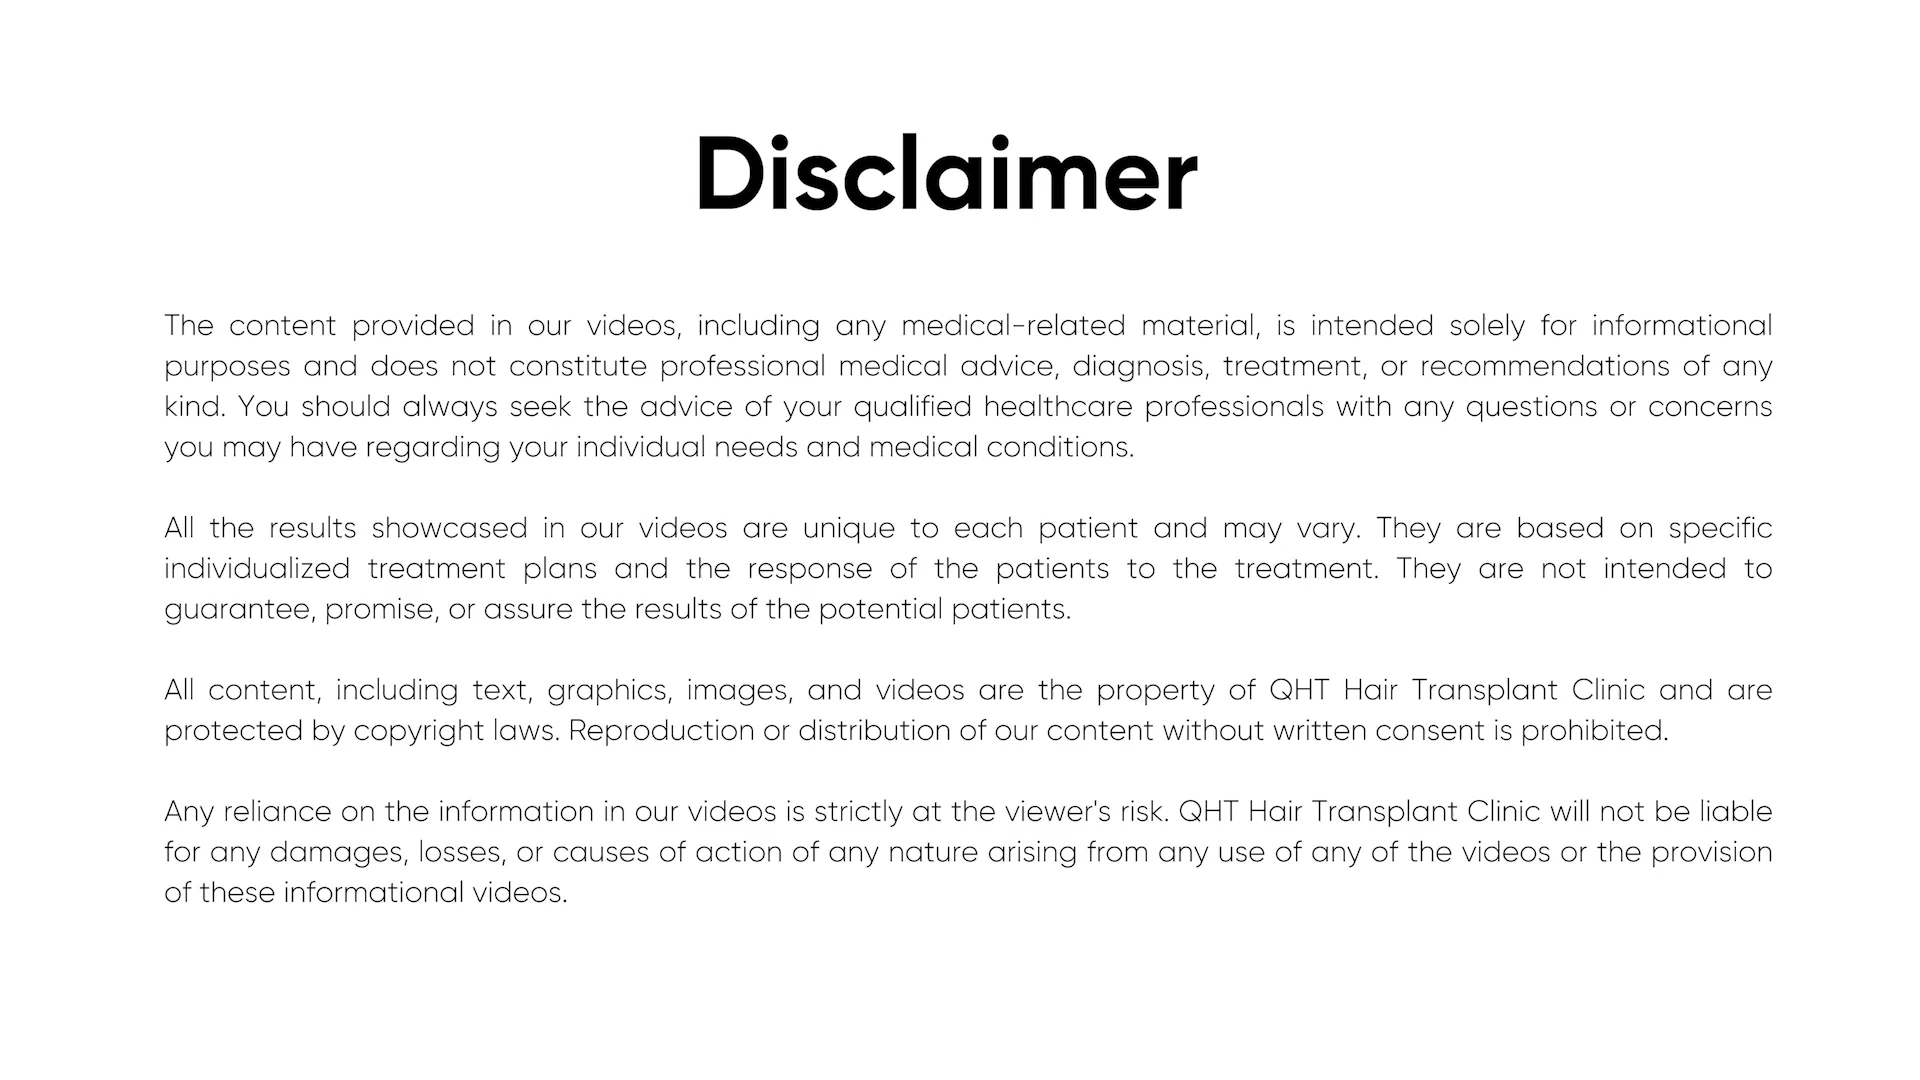 Disclaimer
The content provided in our videos, including any medical-related material, is intended solely for informational
purposes and does not constitute professional medical advice, diagnosis, treatment, or recommendations of any
kind. You should always seek the advice of your qualified healthcare professionals with any questions or concerns
you may have regarding your individual needs and medical conditions.
All the results showcased in our videos are unique to each patient and may vary. They are based on specific
individualized treatment plans and the response of the patients to the treatment. They are not intended to
guarantee, promise, or assure the results of the potential patients.
All content, including text, graphics, images, and videos are the property of QHT Hair Transplant Clinic and are
protected by copyright laws. Reproduction or distribution of our content without written consent is prohibited.
Any reliance on the information in our videos is strictly at the viewer's risk. QHT Hair Transplant Clinic will not be liable
for any damages, losses, or causes of action of any nature arising from any use of any of the videos or the provision
of these informational videos.